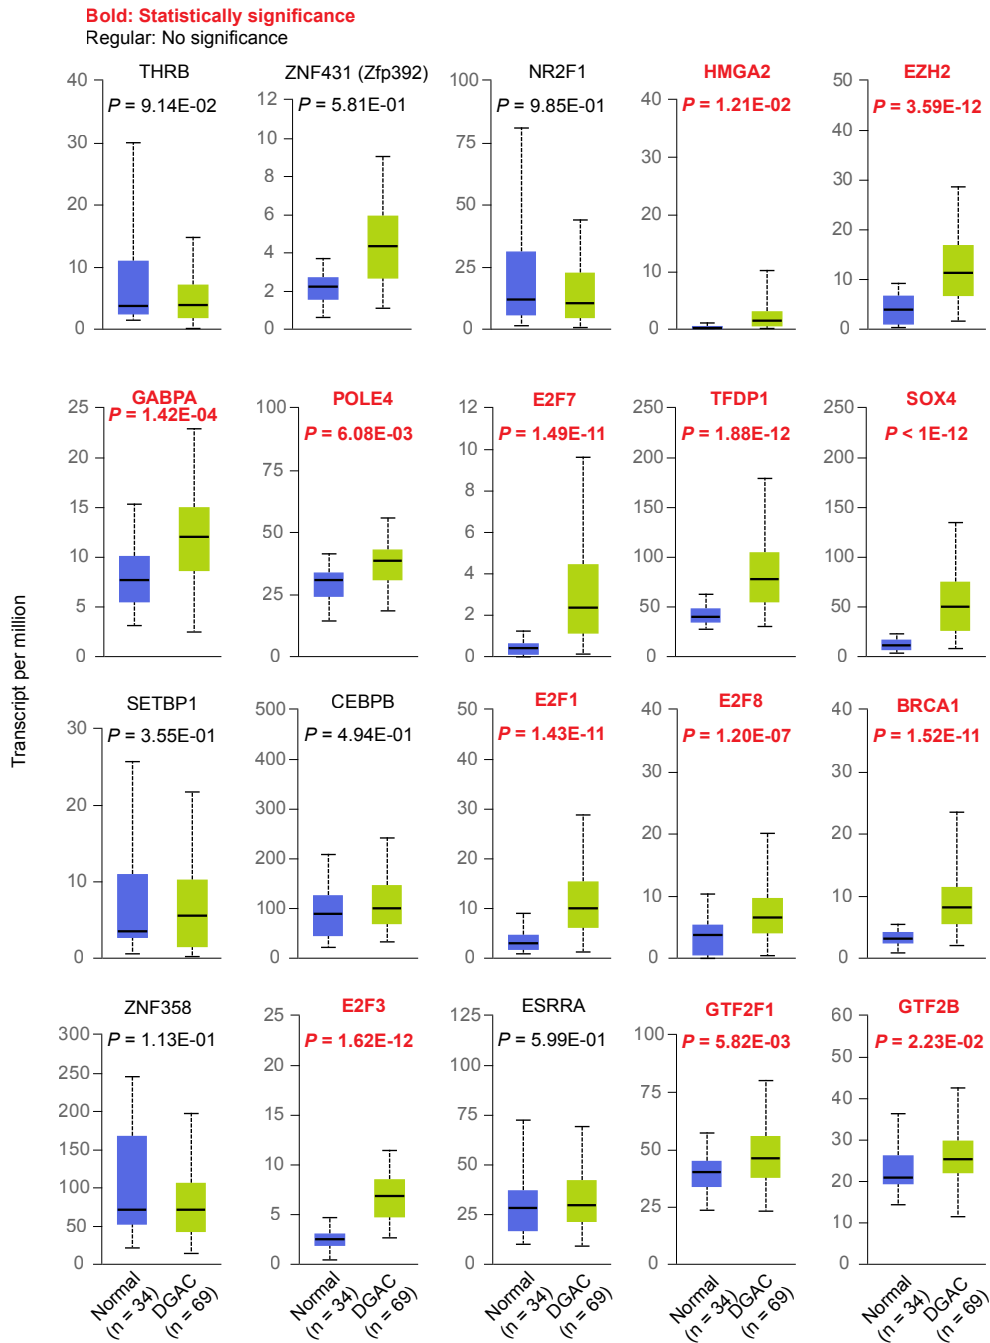 Bold: Statistically significance
Regular: No significance
Transcript per million
THRB
P = 9.14E-02
40
30
20
10
0
ZNF431 (Zfp392)
P = 5.81E-01
12
10
8
6
4
2
0
NR2F1
P = 9.85E-01
100
75
50
25
0
HMGA2
P = 1.21E-02
40
30
20
10
0
EZH2
P = 3.59E-12
50
40
30
20
10
0
GABPA
P = 1.42E-04
25
20
15
10
5
0
POLE4
P = 6.08E-03
100
75
50
25
0
E2F7
P = 1.49E-11
12
10
8
6
4
2
0
TFDP1
P = 1.88E-12
250
200
150
100
50
0
SOX4
P < 1E-12
250
200
150
100
50
0
SETBP1
P = 3.55E-01
30
20
10
0
CEBPB
P = 4.94E-01
500
400
300
200
100
0
E2F1
P = 1.43E-11
50
40
30
20
10
0
E2F8
P = 1.20E-07
40
30
20
10
0
BRCA1
P = 1.52E-11
40
30
20
10
0
ZNF358
P = 1.13E-01
300
250
200
150
100
50
0
E2F3
P = 1.62E-12
25
20
15
10
5
0
ESRRA
P = 5.99E-01
125
100
75
50
25
0
GTF2F1
P = 5.82E-03
100
75
50
25
0
GTF2B
P = 2.23E-02
60
50
40
30
20
10
0
Normal
(n = 34)
DGAC
(n = 69)
Normal
(n = 34)
DGAC
(n = 69)
Normal
(n = 34)
DGAC
(n = 69)
Normal
(n = 34)
DGAC
(n = 69)
Normal
(n = 34)
DGAC
(n = 69)